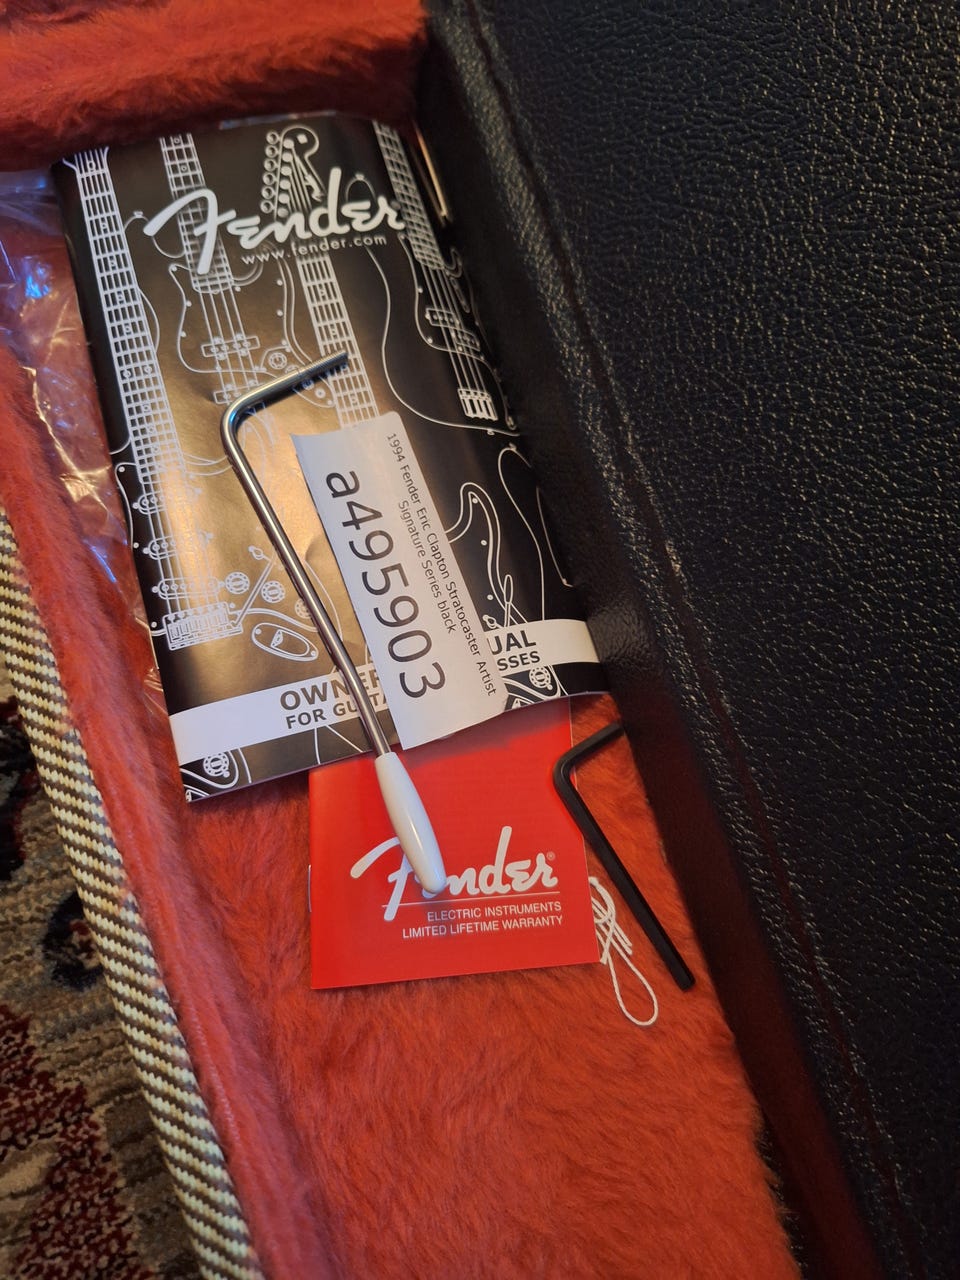 Fender
www.fender.com
1994 Fender Eric Clapton Stratocaster Artist
Signature Series black
a495903
OWNER UAL
FOR GUITA SSES
Fender®
ELECTRIC INSTRUMENTS
LIMITED LIFETIME WARRANTY